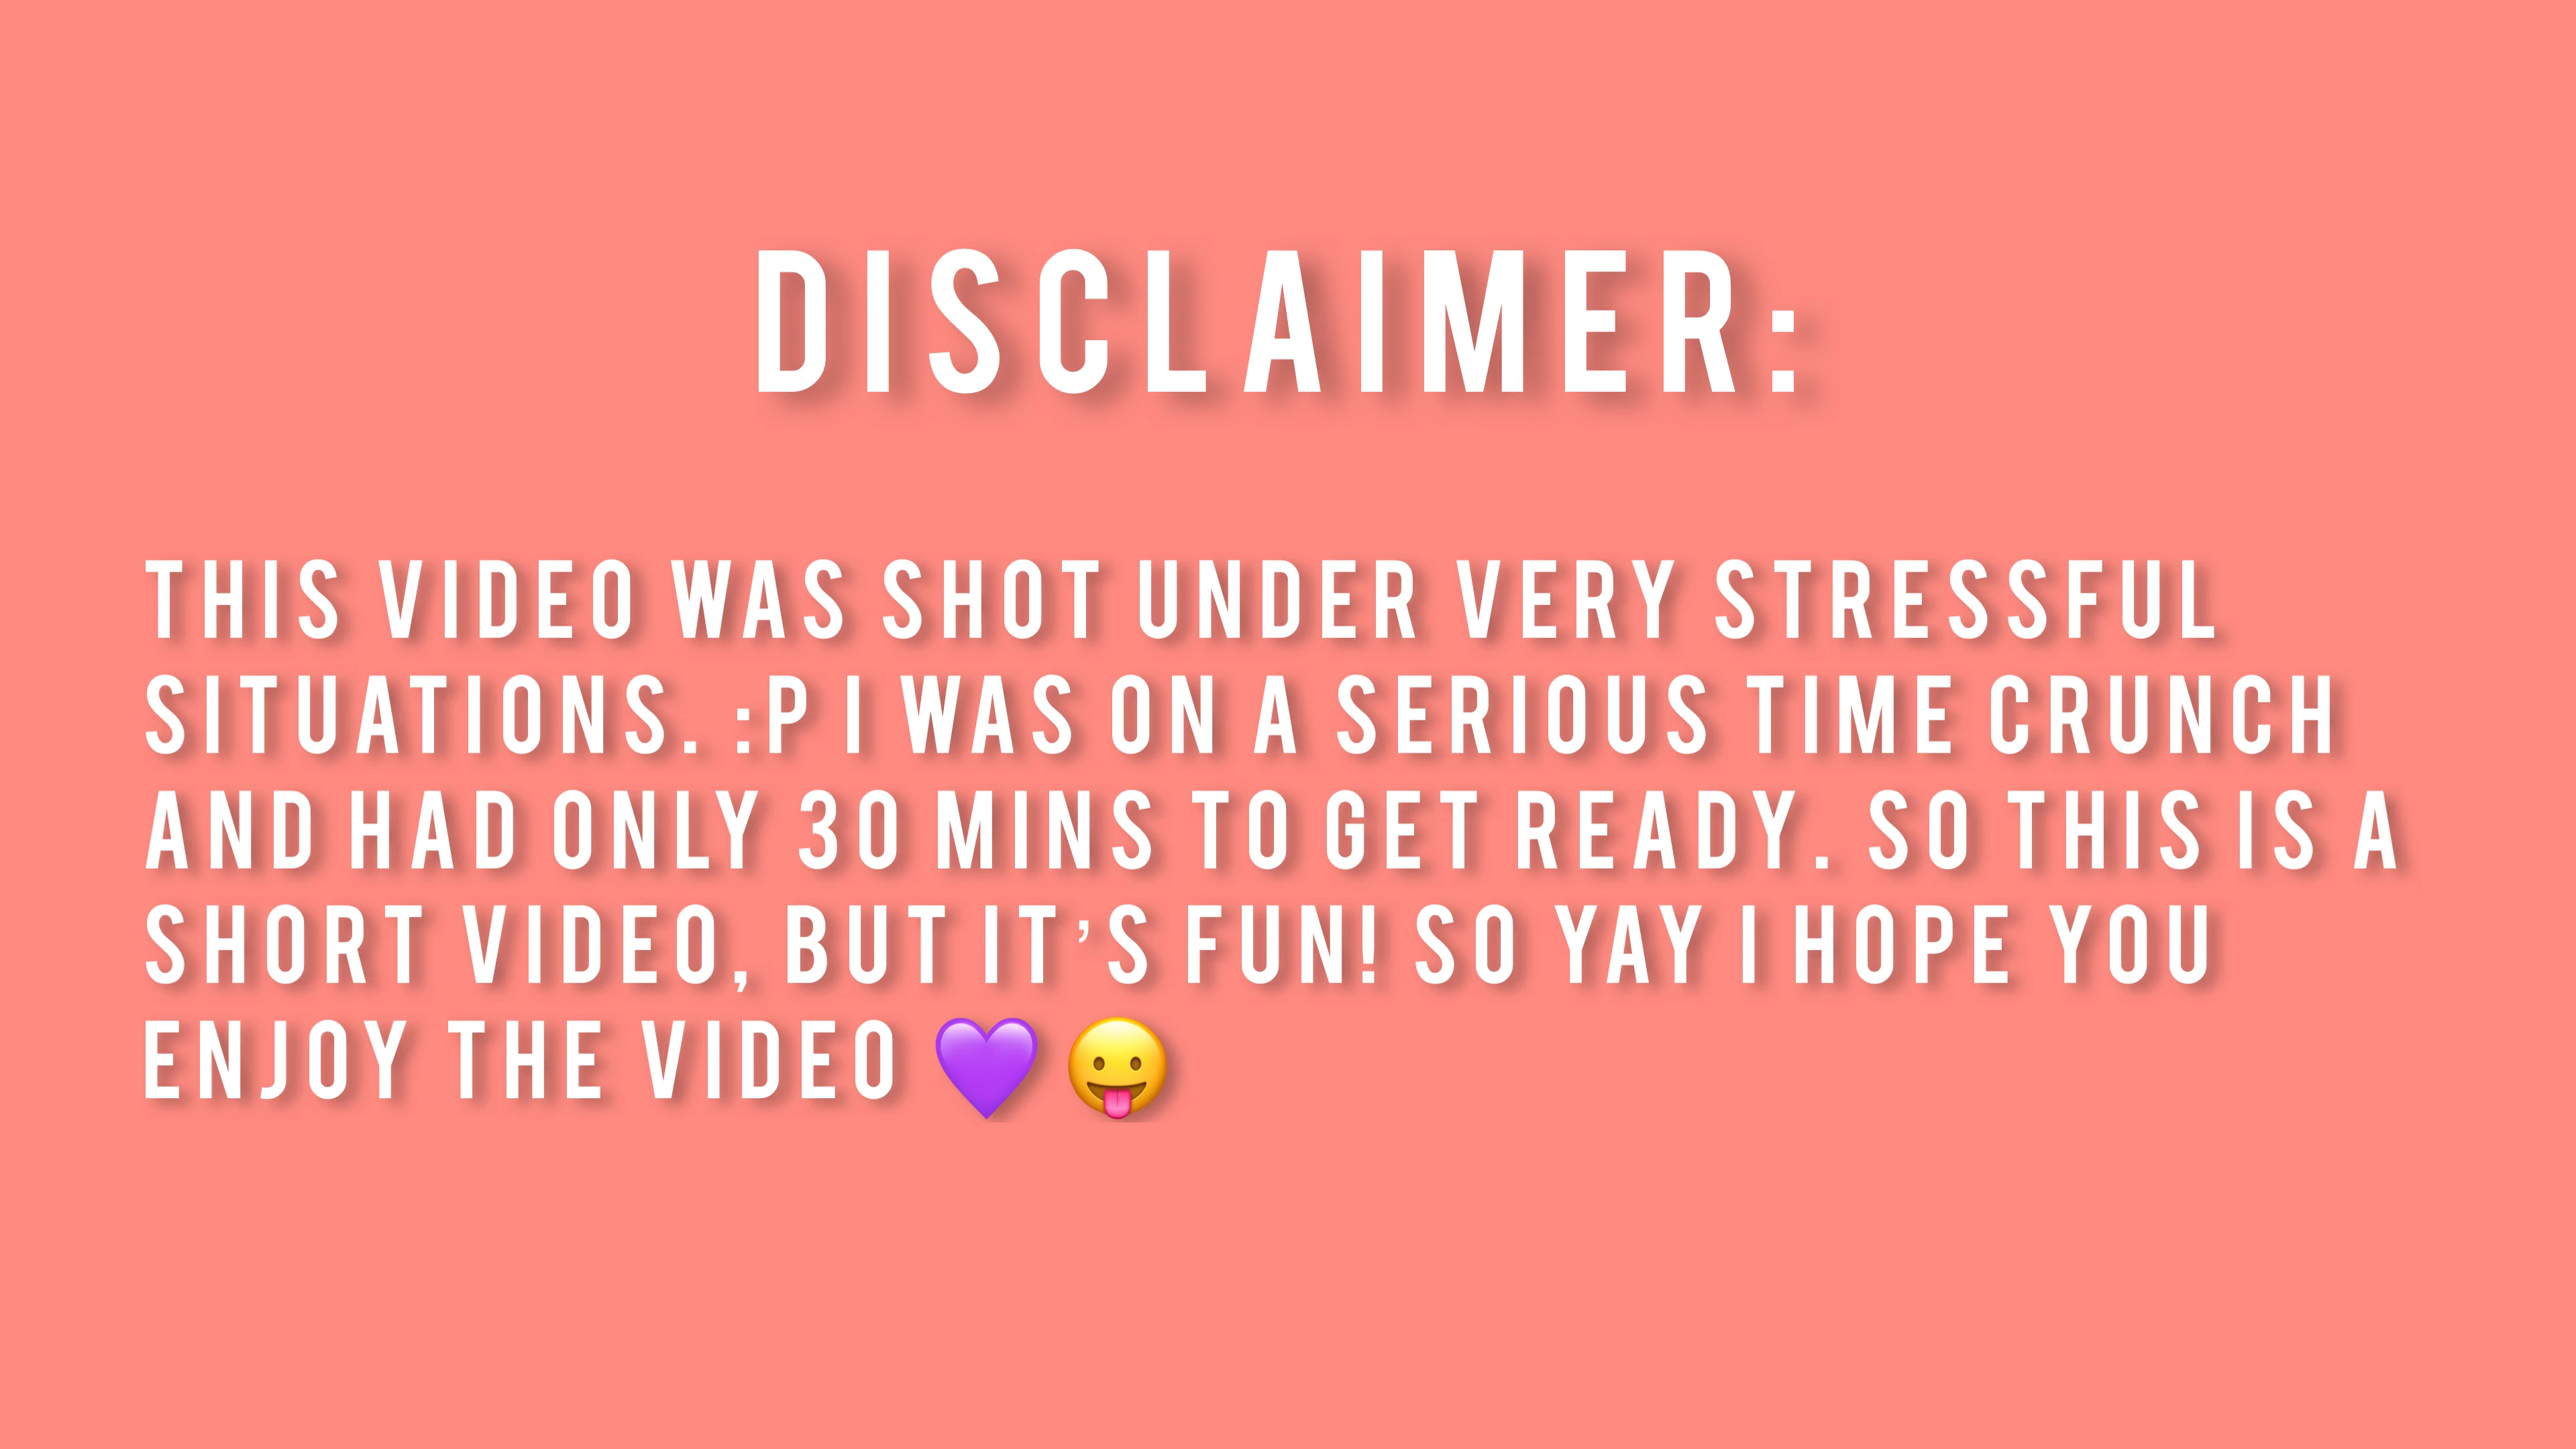 DISCLAIMER:
THIS VIDEO WAS SHOT UNDER VERY STRESSFUL
SITUATIONS. :P I WAS ON A SERIOUS TIME CRUNCH
AND HAD ONLY 30 MINS TO GET READY. SO THIS IS A
SHORT VIDEO, BUT IT'S FUN! SO YAY I HOPE YOU
ENJOY THE VIDEO 💜 😛